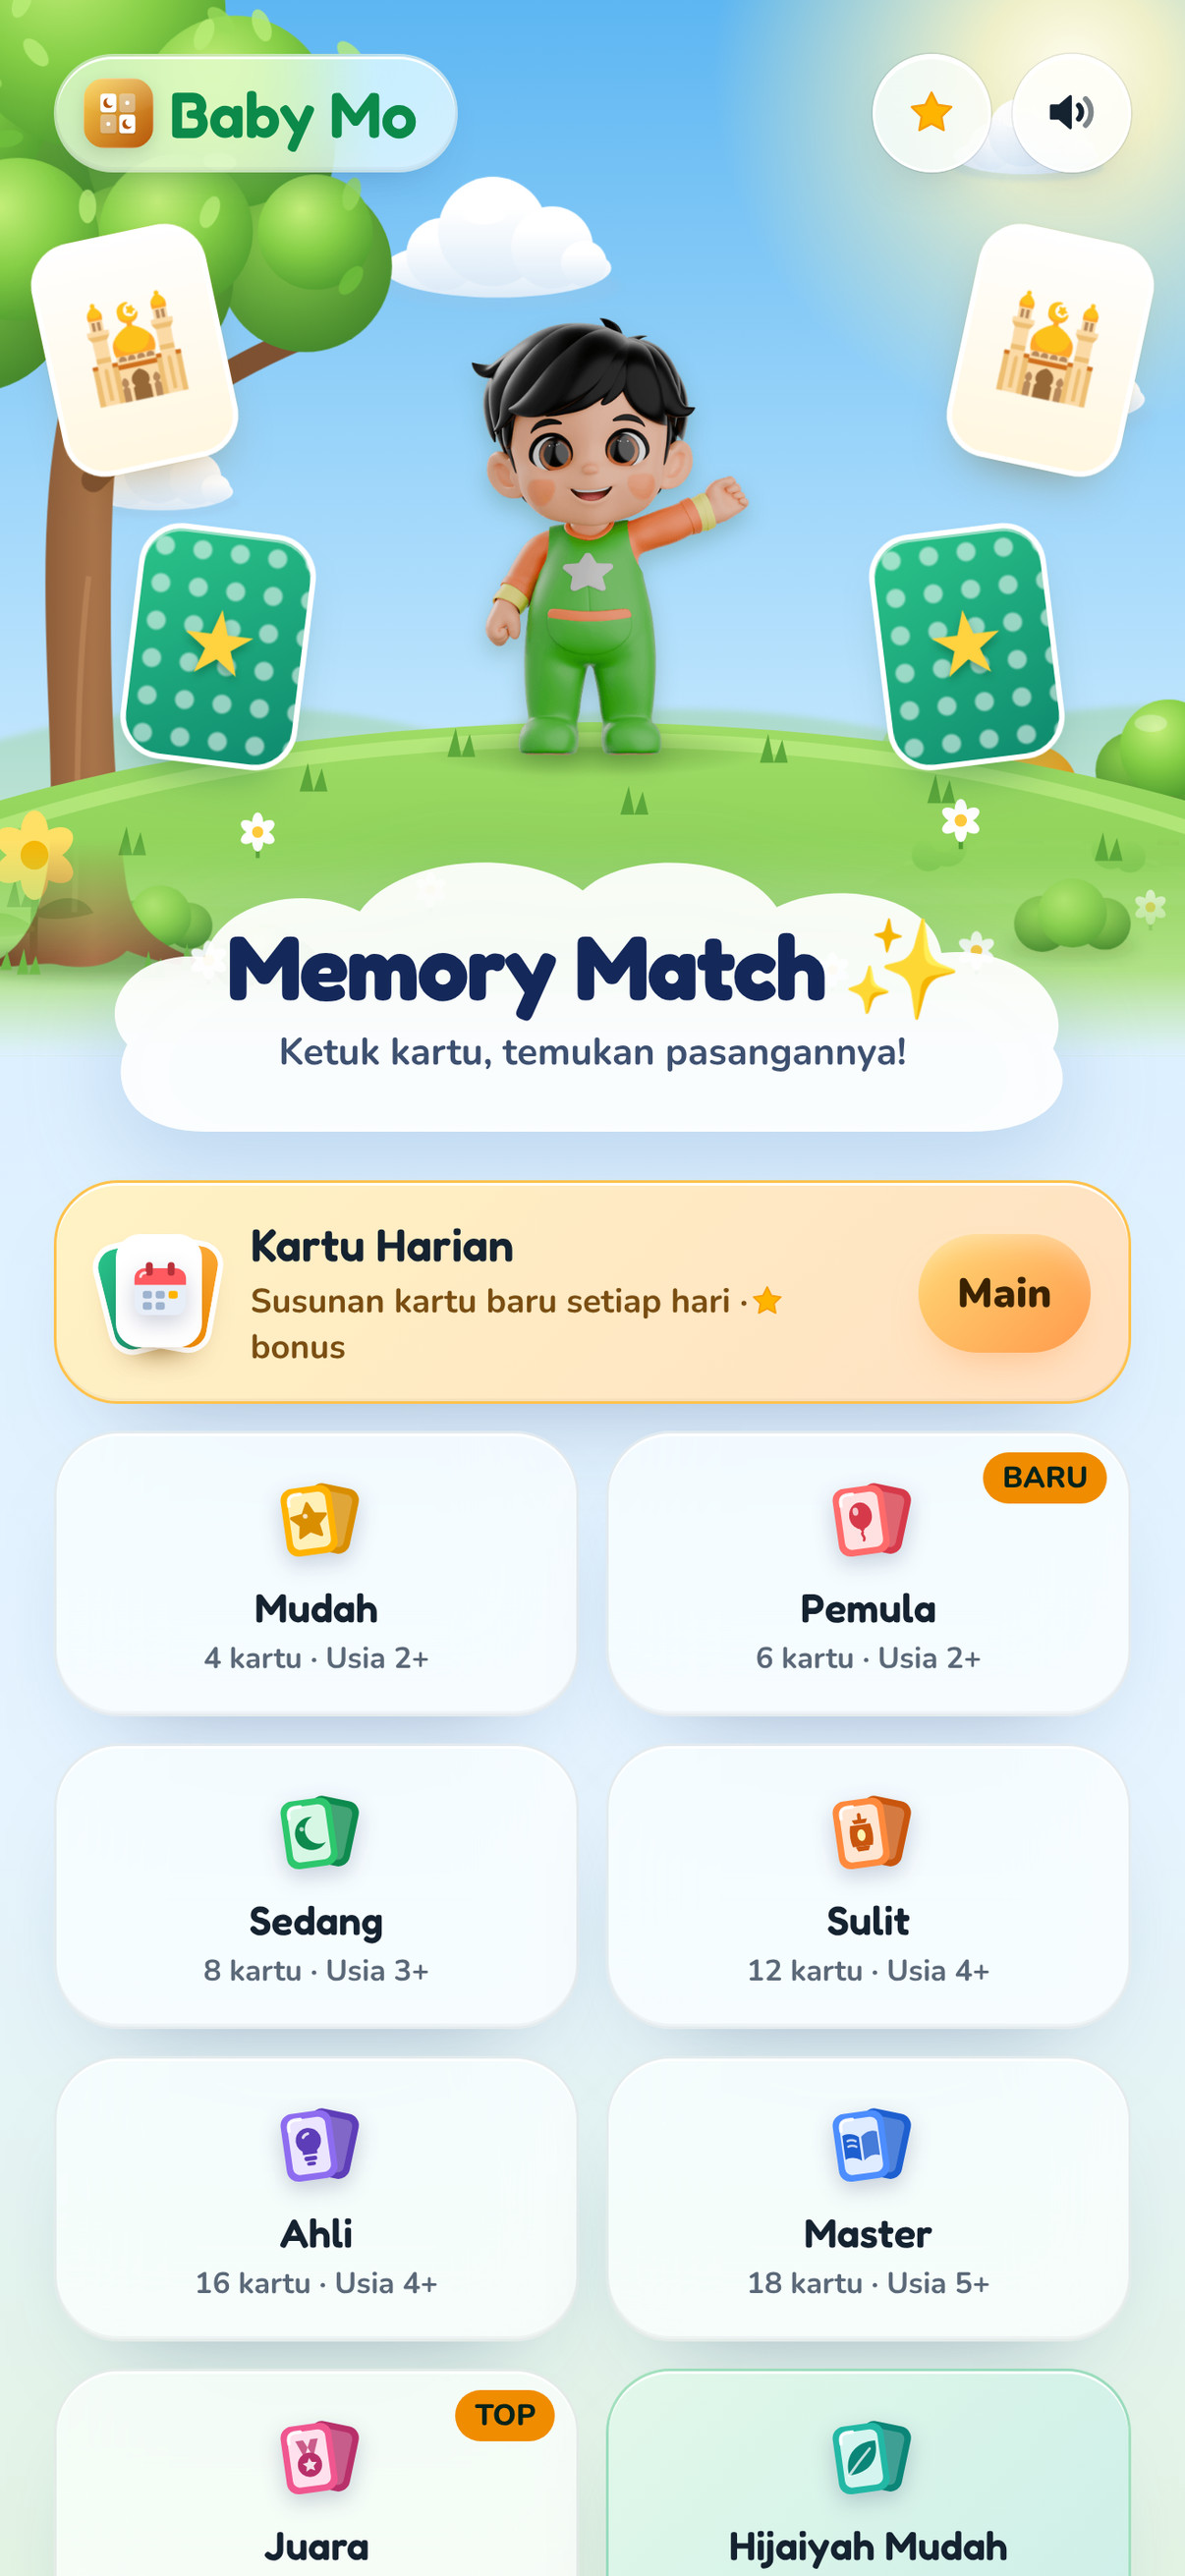 Baby Mo
Memory Match
Ketuk kartu, temukan pasangannya!
Kartu Harian
Susunan kartu baru setiap hari · ⭐
bonus
Main
Mudah
4 kartu · Usia 2+
BARU
Pemula
6 kartu · Usia 2+
Sedang
8 kartu · Usia 3+
Sulit
12 kartu · Usia 4+
Ahli
16 kartu · Usia 4+
Master
18 kartu · Usia 5+
TOP
Juara
Hijaiyah Mudah